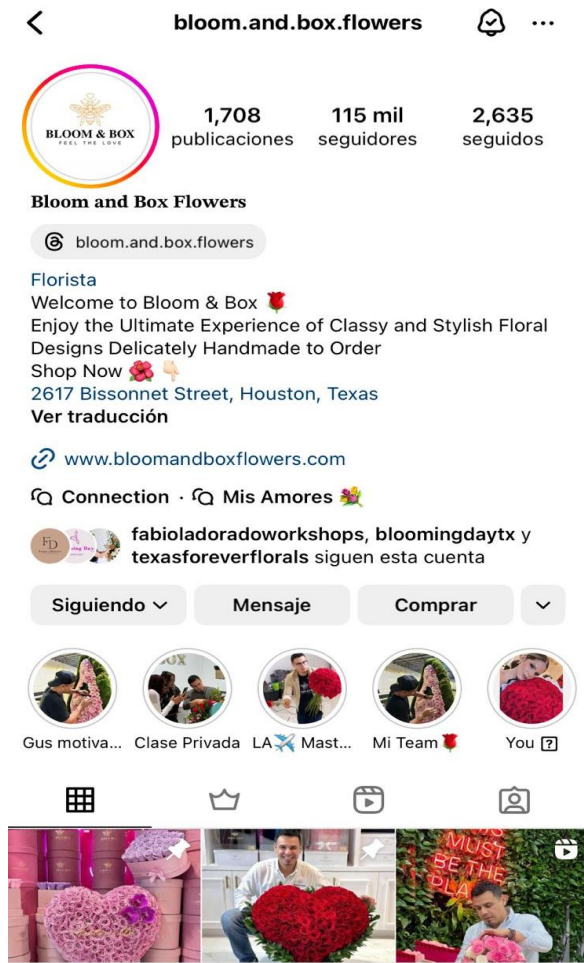 bloom.and.box.flowers
BLOOM & BOX
FEEL THE LOVE
1,708
publicaciones
115 mil
seguidores
2,635
seguidos
Bloom and Box Flowers
bloom.and.box.flowers
Florista
Welcome to Bloom & Box 🌹
Enjoy the Ultimate Experience of Classy and Stylish Floral
Designs Delicately Handmade to Order
Shop Now 🌺 👇🏻
2617 Bissonnet Street, Houston, Texas
Ver traducción
www.bloomandboxflowers.com
Connection · Mis Amores 💐
FD
fabioladoradoworkshops, bloomingdaytx y
texasforeverflorals siguen esta cuenta
Siguiendo
Mensaje
Comprar
Gus motiva...
Clase Privada
LA✈️ Mast...
Mi Team🌹
You ?
MUST
BE THE